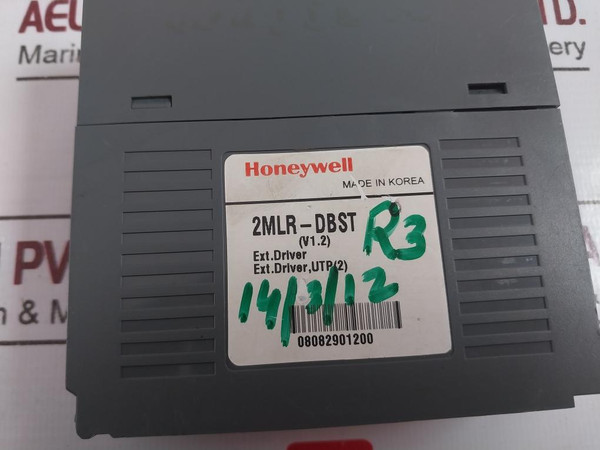 Honeywell
MADE IN KOREA
2MLR-DBST
(V1.2)
R3
Ext.Driver
Ext.Driver,UTP(2)
14/3/12
08082901200